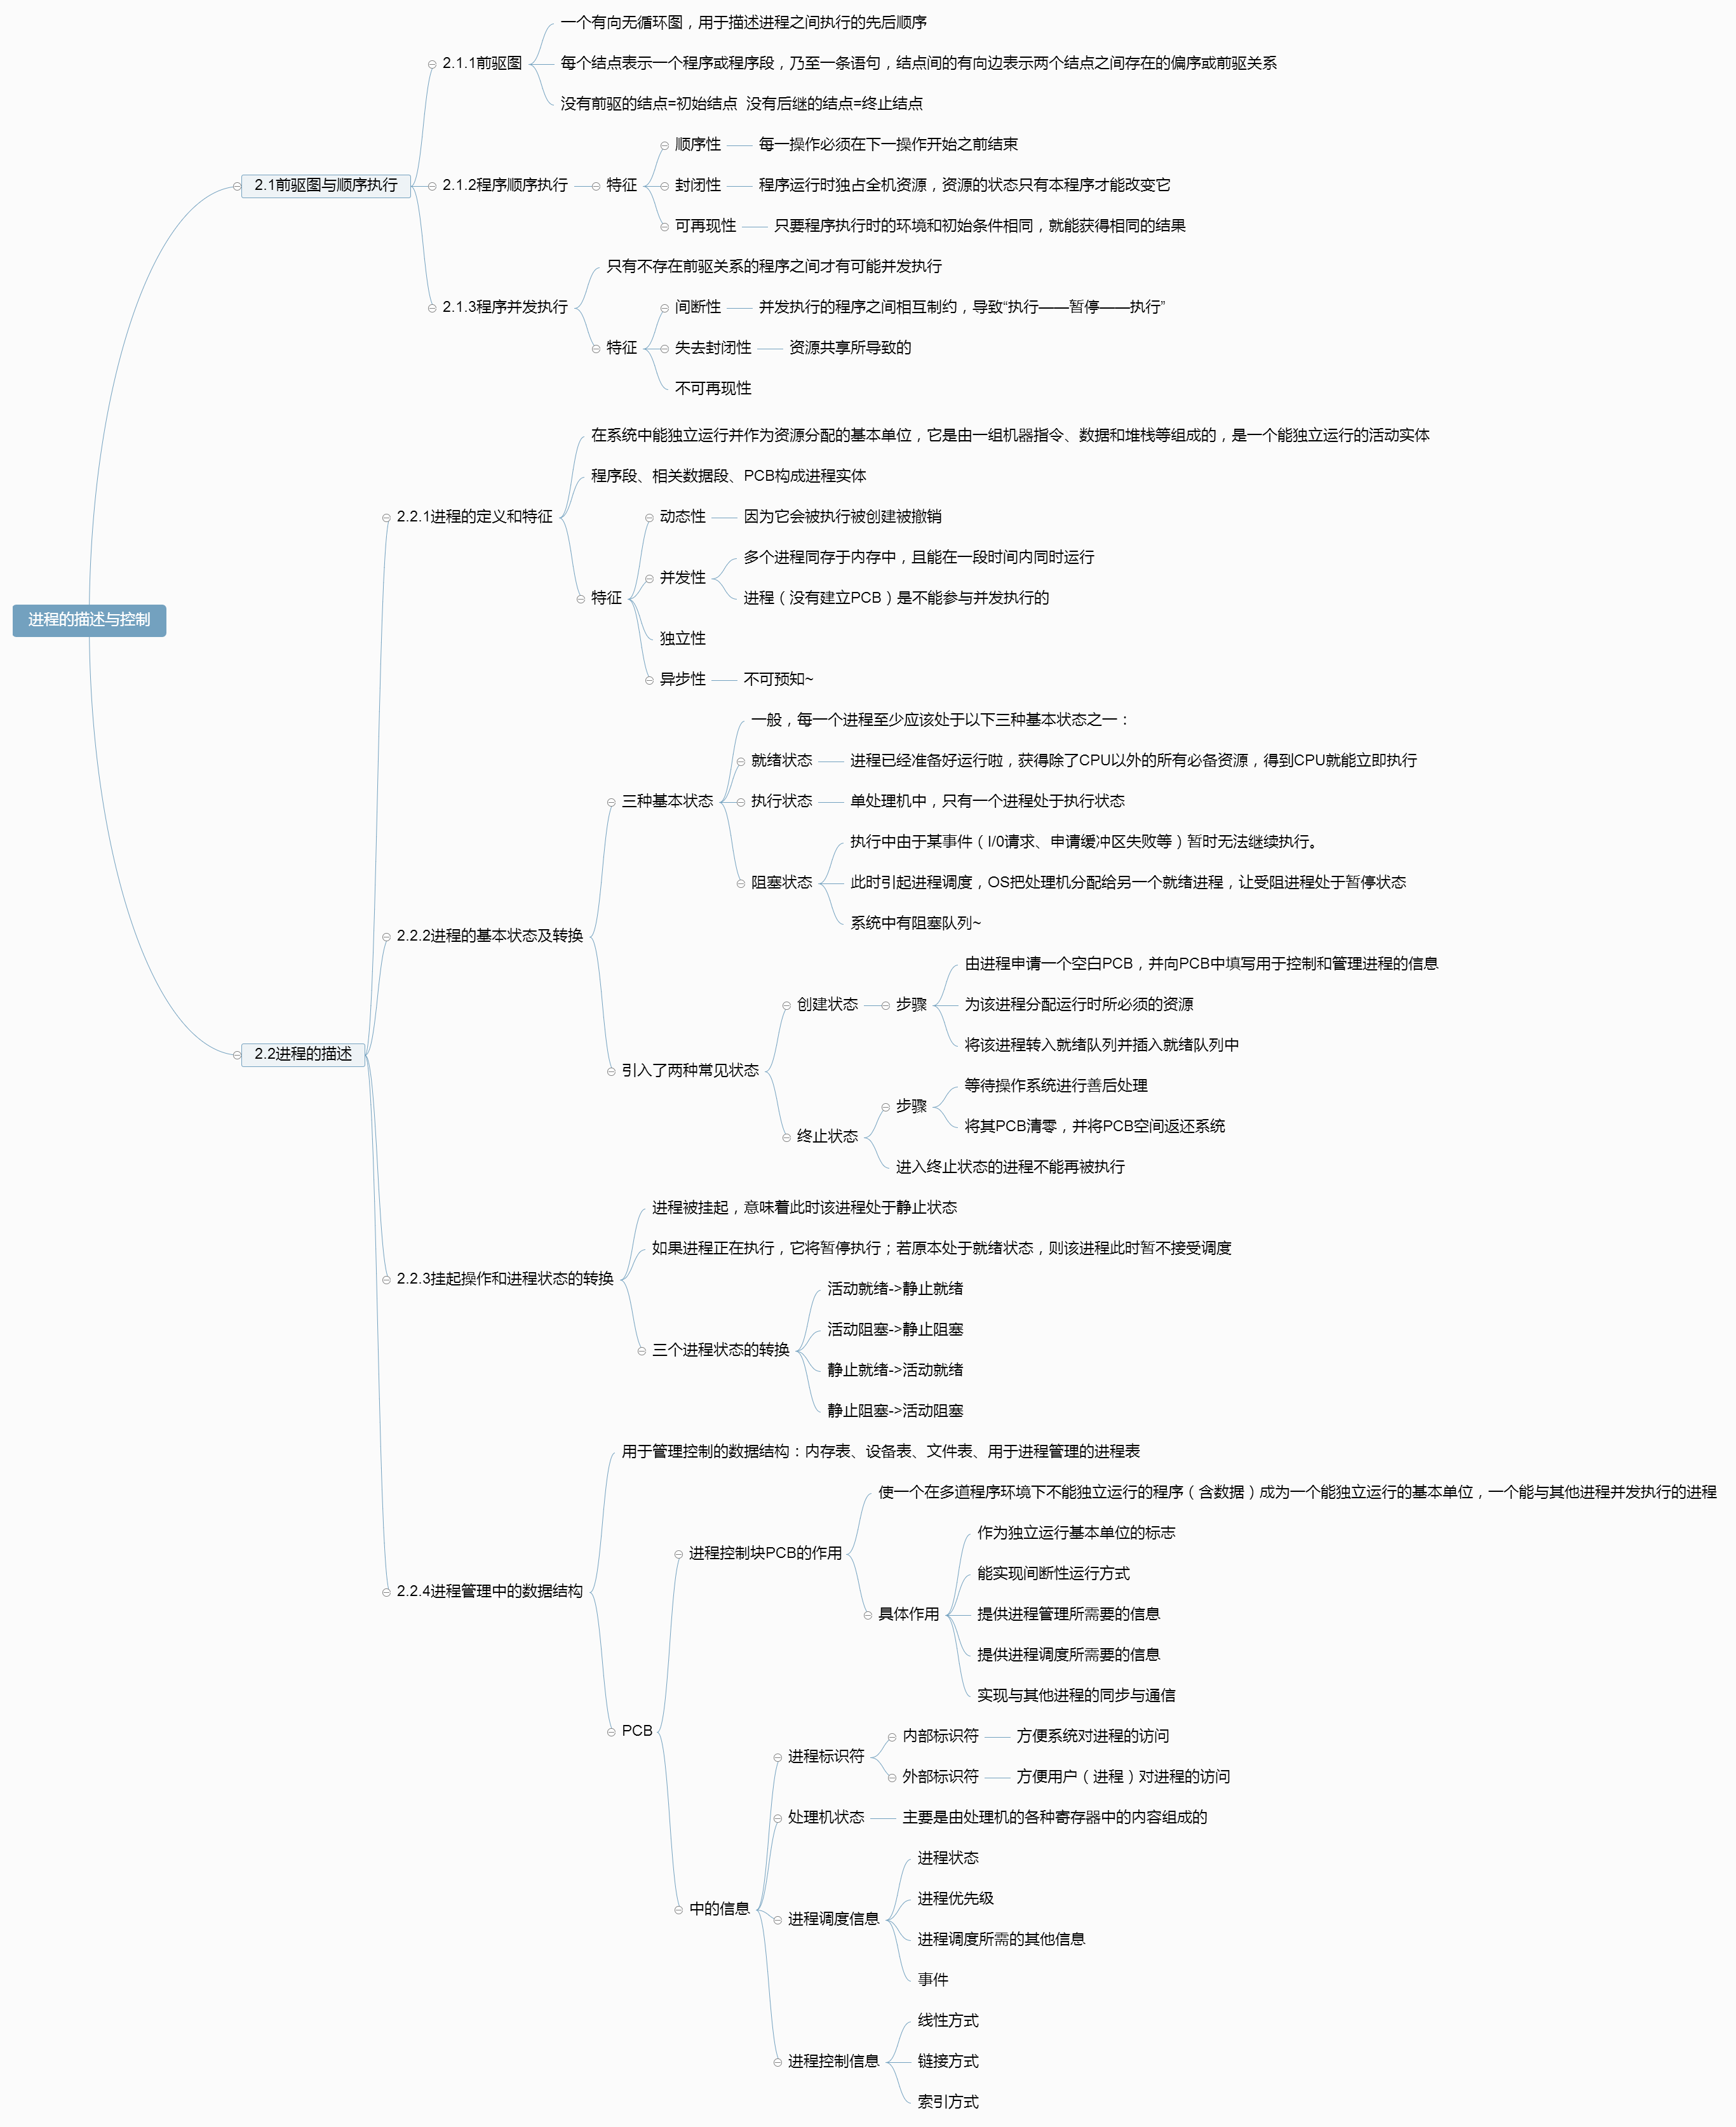 进程的描述与控制
2.1前驱图与顺序执行
2.1.1前驱图
一个有向无循环图，用于描述进程之间执行的先后顺序
每个结点表示一个程序或程序段，乃至一条语句，结点间的有向边表示两个结点之间存在的偏序或前驱关系
没有前驱的结点=初始结点 没有后继的结点=终止结点
2.1.2程序顺序执行
特征
顺序性
每一操作必须在下一操作开始之前结束
封闭性
程序运行时独占全机资源，资源的状态只有本程序才能改变它
可再现性
只要程序执行时的环境和初始条件相同，就能获得相同的结果
2.1.3程序并发执行
只有不存在前驱关系的程序之间才有可能并发执行
特征
间断性
并发执行的程序之间相互制约，导致“执行——暂停——执行”
失去封闭性
资源共享所导致的
不可再现性
2.2进程的描述
2.2.1进程的定义和特征
在系统中能独立运行并作为资源分配的基本单位，它是由一组机器指令、数据和堆栈等组成的，是一个能独立运行的活动实体
程序段、相关数据段、PCB构成进程实体
特征
动态性
因为它会被执行被创建被撤销
并发性
多个进程同存于内存中，且能在一段时间内同时运行
进程（没有建立PCB）是不能参与并发执行的
独立性
异步性
不可预知~
2.2.2进程的基本状态及转换
三种基本状态
一般，每一个进程至少应该处于以下三种基本状态之一：
就绪状态
进程已经准备好运行啦，获得除了CPU以外的所有必备资源，得到CPU就能立即执行
执行状态
单处理机中，只有一个进程处于执行状态
阻塞状态
执行中由于某事件（I/0请求、申请缓冲区失败等）暂时无法继续执行。
此时引起进程调度，OS把处理机分配给另一个就绪进程，让受阻进程处于暂停状态
系统中有阻塞队列~
引入了两种常见状态
创建状态
步骤
由进程申请一个空白PCB，并向PCB中填写用于控制和管理进程的信息
为该进程分配运行时所必须的资源
将该进程转入就绪队列并插入就绪队列中
终止状态
步骤
等待操作系统进行善后处理
将其PCB清零，并将PCB空间返还系统
进入终止状态的进程不能再被执行
2.2.3挂起操作和进程状态的转换
进程被挂起，意味着此时该进程处于静止状态
如果进程正在执行，它将暂停执行；若原本处于就绪状态，则该进程此时暂不接受调度
三个进程状态的转换
活动就绪->静止就绪
活动阻塞->静止阻塞
静止就绪->活动就绪
静止阻塞->活动阻塞
2.2.4进程管理中的数据结构
用于管理控制的数据结构：内存表、设备表、文件表、用于进程管理的进程表
PCB
进程控制块PCB的作用
使一个在多道程序环境下不能独立运行的程序（含数据）成为一个能独立运行的基本单位，一个能与其他进程并发执行的进程
具体作用
作为独立运行基本单位的标志
能实现间断性运行方式
提供进程管理所需要的信息
提供进程调度所需要的信息
实现与其他进程的同步与通信
中的信息
进程标识符
内部标识符
方便系统对进程的访问
外部标识符
方便用户（进程）对进程的访问
处理机状态
主要是由处理机的各种寄存器中的内容组成的
进程调度信息
进程状态
进程优先级
进程调度所需的其他信息
事件
进程控制信息
线性方式
链接方式
索引方式